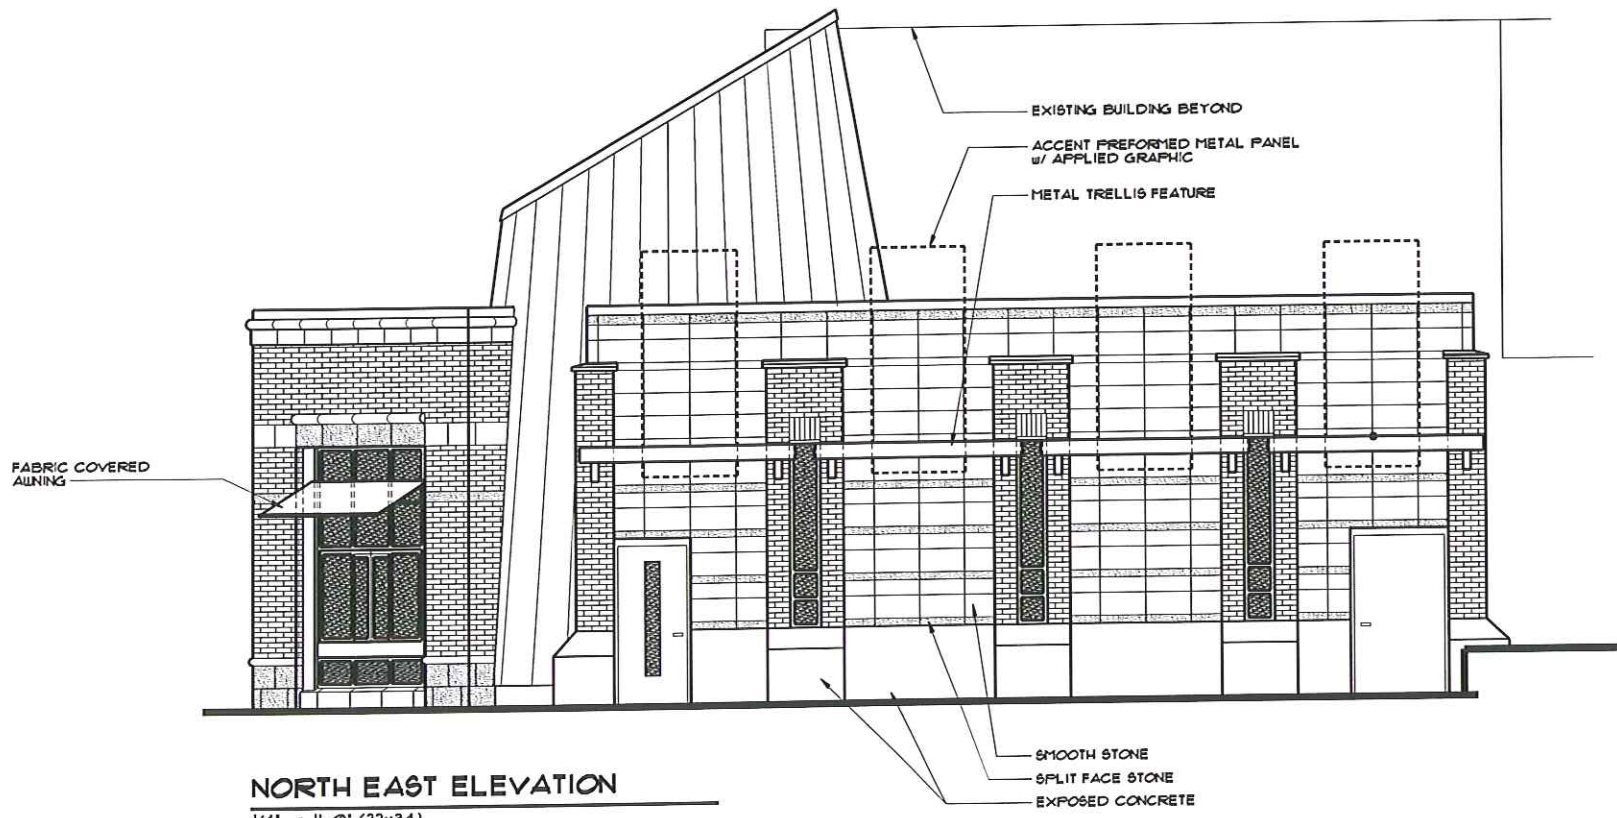 EXISTING BUILDING BEYOND
ACCENT PREFORMED METAL PANEL
w/ APPLIED GRAPHIC
METAL TRELLIS FEATURE
FABRIC COVERED
AWNING
SMOOTH STONE
SPLIT FACE STONE
EXPOSED CONCRETE
NORTH EAST ELEVATION